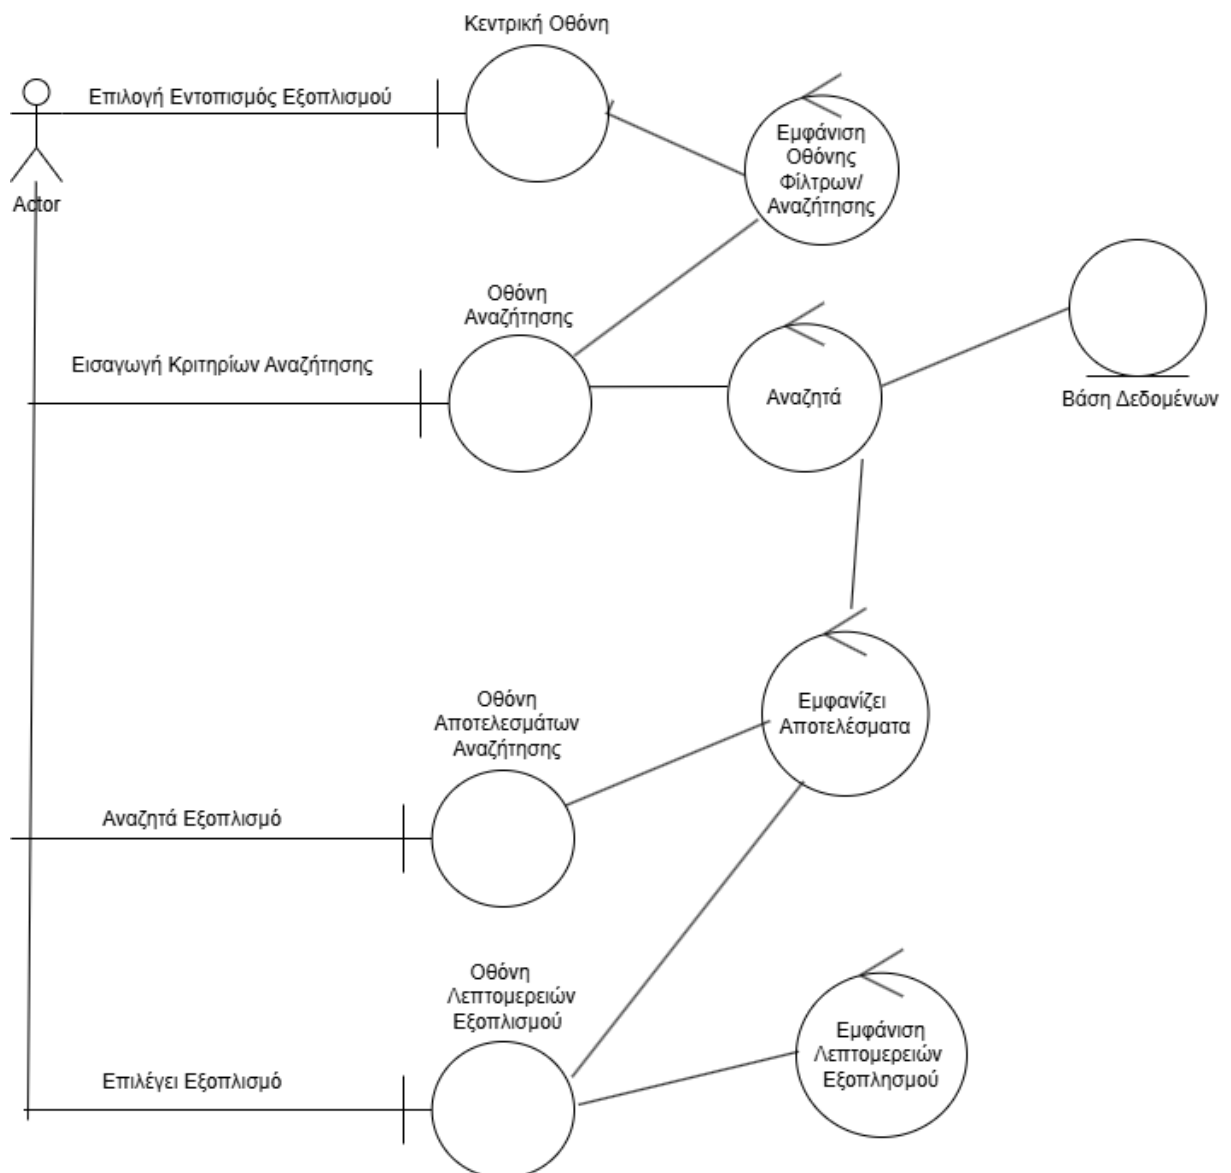 Κεντρική Οθόνη
Επιλογή Εντοπισμός Εξοπλισμού
Εμφάνιση
Οθόνης
Φίλτρων/
Αναζήτησης
Actor
Οθόνη
Αναζήτησης
Εισαγωγή Κριτηρίων Αναζήτησης
Αναζητά
Βάση Δεδομένων
Οθόνη
Αποτελεσμάτων
Αναζήτησης
Εμφανίζει
Αποτελέσματα
Αναζητά Εξοπλισμό
Οθόνη
Λεπτομερειών
Εξοπλισμού
Εμφάνιση
Λεπτομερειών
Εξοπλησμού
Επιλέγει Εξοπλισμό